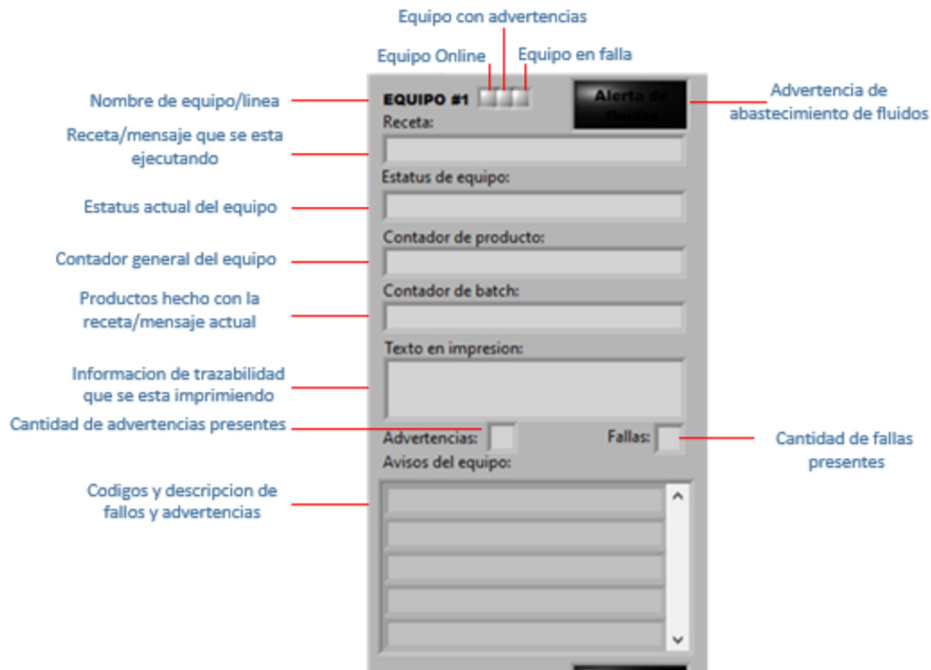 Equipo con advertencias
Equipo Online
Equipo en falla
Nombre de equipo/linea
EQUIPO #1
Alerta de
fluidos
Advertencia de
abastecimiento de fluidos
Receta:
Receta/mensaje que se esta
ejecutando
Estatus de equipo:
Estatus actual del equipo
Contador de producto:
Contador general del equipo
Contador de batch:
Productos hecho con la
receta/mensaje actual
Texto en impresion:
Informacion de trazabilidad
que se esta imprimiendo
Cantidad de advertencias presentes
Advertencias:
Fallas:
Cantidad de fallas
presentes
Avisos del equipo:
Codigos y descripcion de
fallos y advertencias